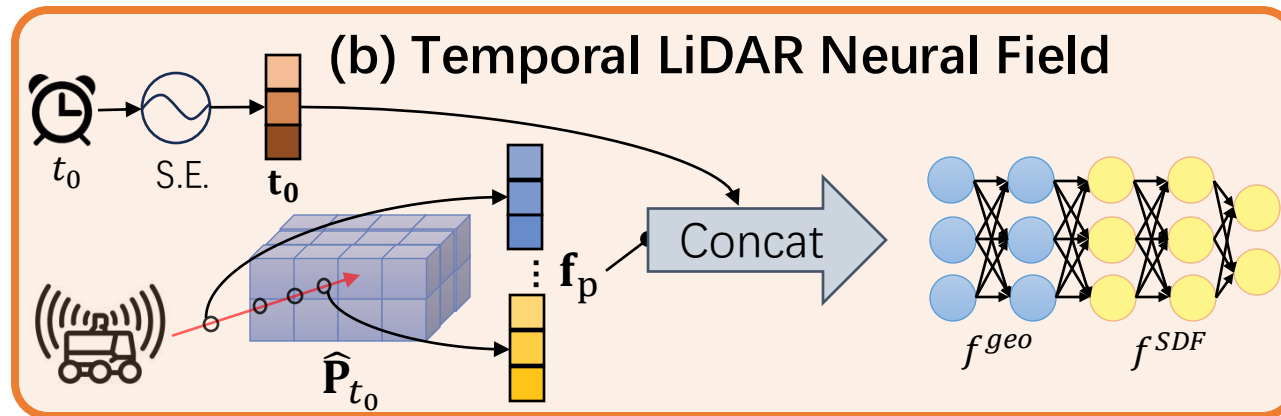 (b) Temporal LiDAR Neural Field
t₀
S.E.
𝐭₀
𝐟ₚ
Concat
P̂ₜ₀
f^geo
f^SDF